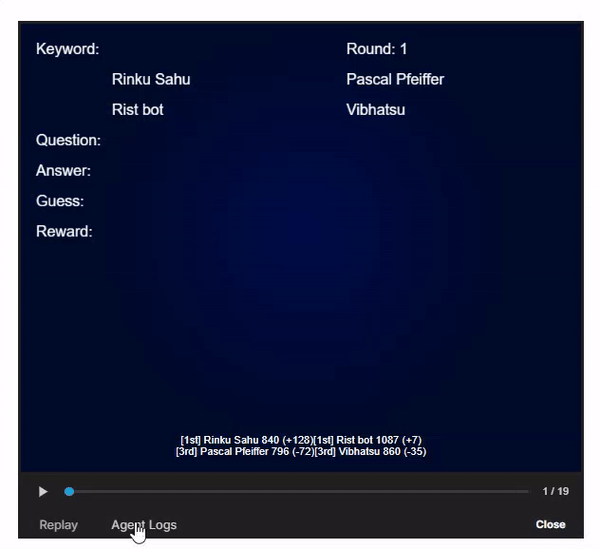 Keyword: Round: 1
Rinku Sahu Pascal Pfeiffer
Rist bot Vibhatsu
Question:
Answer:
Guess:
Reward:
[1st] Rinku Sahu 840 (+128)[1st] Rist bot 1087 (+7)
[3rd] Pascal Pfeiffer 796 (-72)[3rd] Vibhatsu 860 (-35)
1 / 19
Replay Agent Logs Close